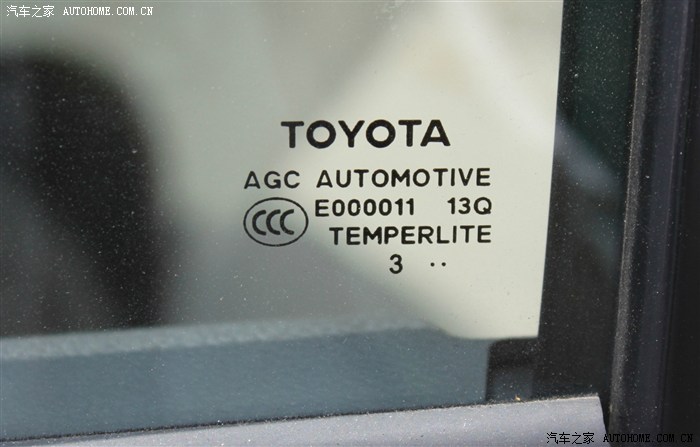 汽车之家 AUTOHOME.COM.CN
TOYOTA
AGC AUTOMOTIVE
CCC E000011 13Q
TEMPERLITE
3 ··
汽车之家
AUTOHOME.COM.CN